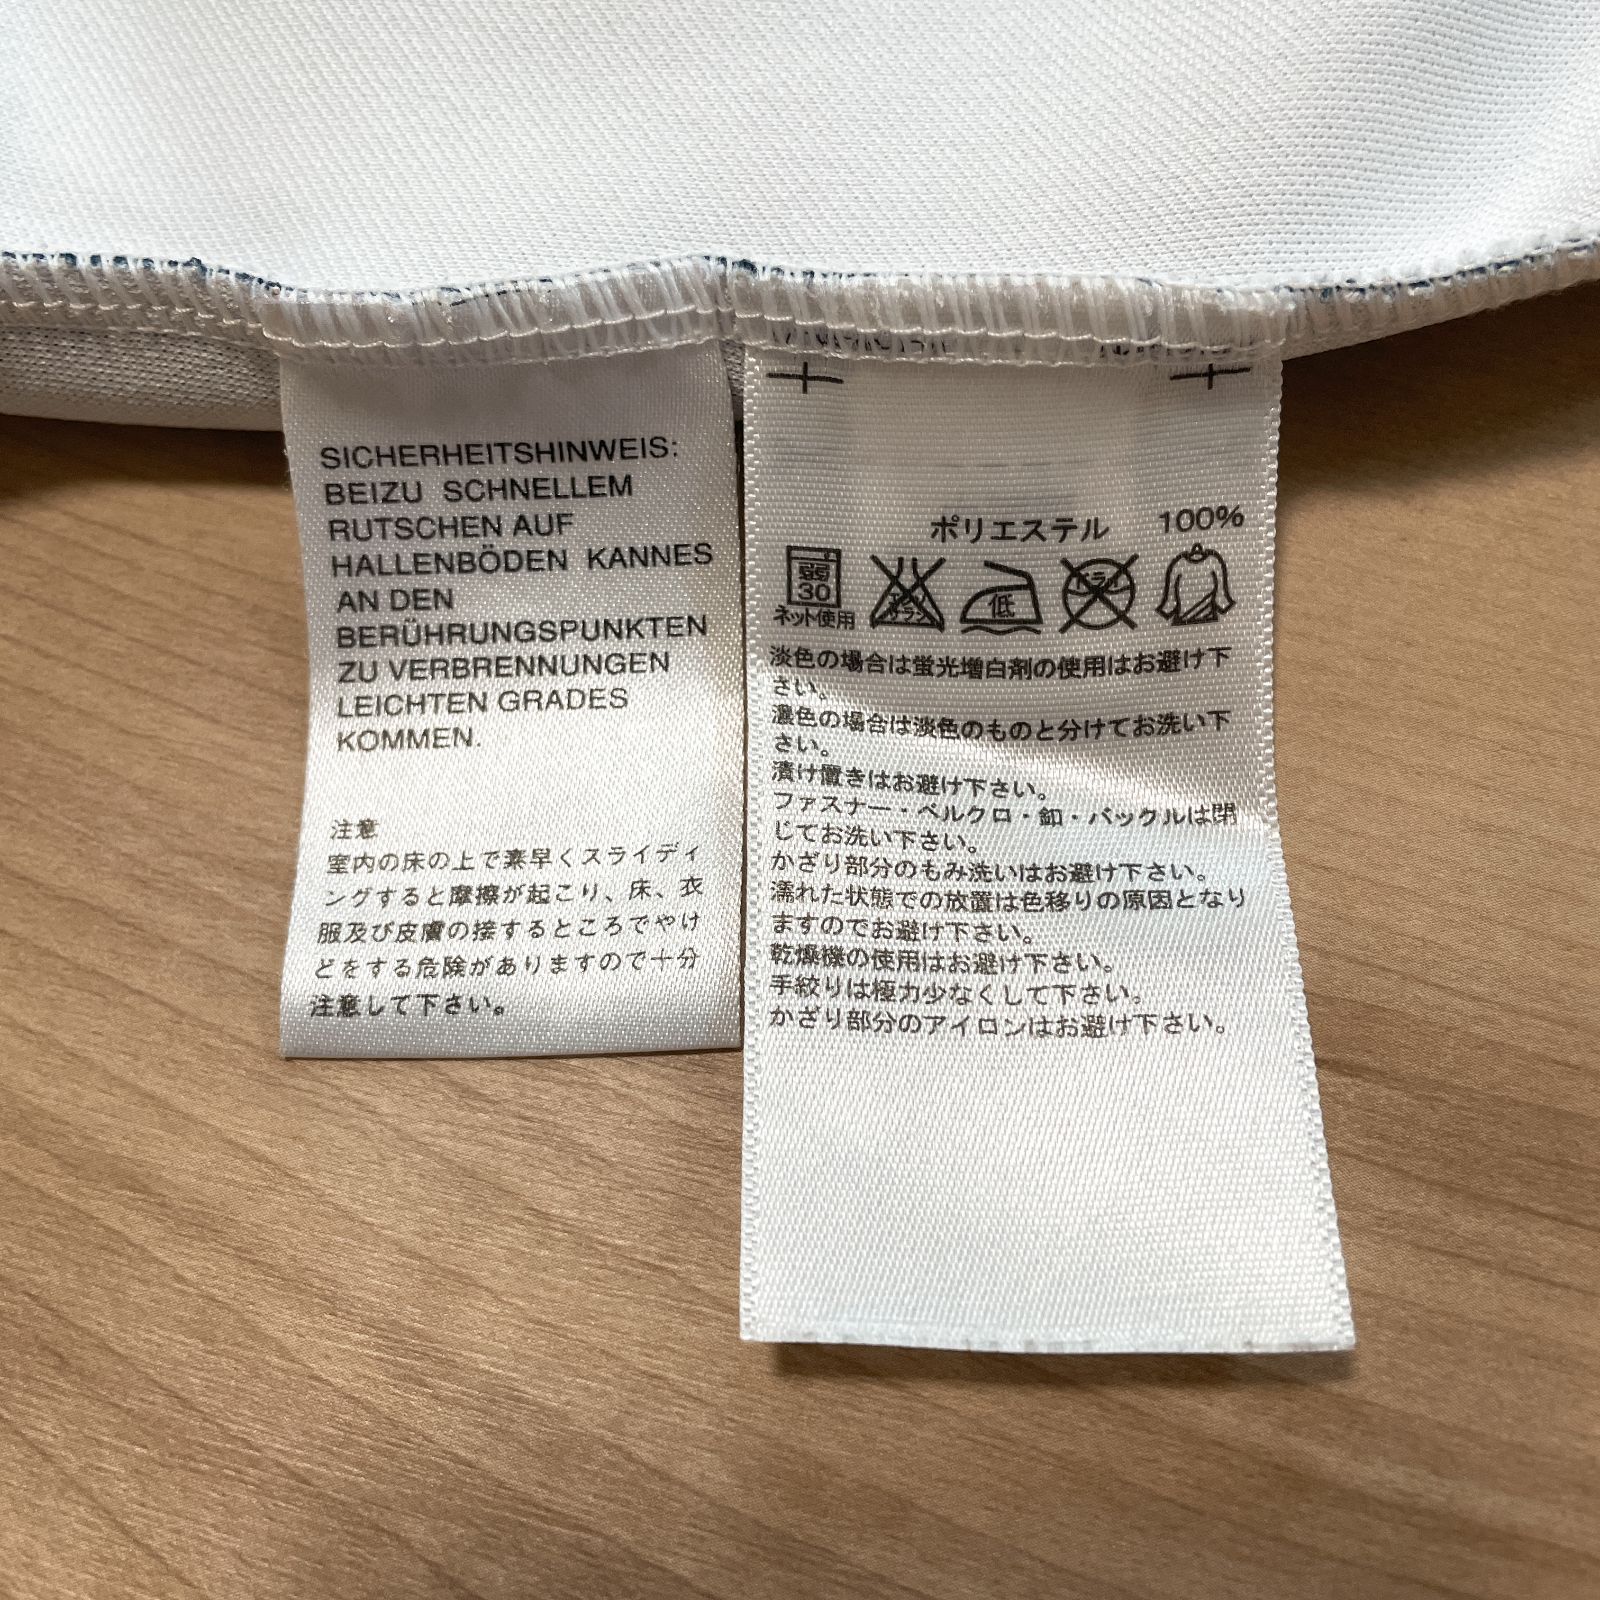 SICHERHEITSHINWEIS:
BEIZU SCHNELLEM
RUTSCHEN AUF
HALLENBÖDEN KANNES
AN DEN
BERÜHRUNGSPUNKTEN
ZU VERBRENNUNGEN
LEICHTEN GRADES
KOMMEN.
注意
室内の床の上で素早くスライディ
ングすると摩擦が起こり、床、衣
服及び皮膚の接するところでやけ
どをする危険がありますので十分
注意して下さい。
ポリエステル 100%
弱
30
ネット使用
エンソ
サラシ
低
ドライ
淡色の場合は蛍光増白剤の使用はお避け下
さい。
濃色の場合は淡色のものと分けてお洗い下
さい。
漬け置きはお避け下さい。
ファスナー・ベルクロ・釦・バックルは閉
じてお洗い下さい。
かざり部分のもみ洗いはお避け下さい。
濡れた状態での放置は色移りの原因となり
ますのでお避け下さい。
乾燥機の使用はお避け下さい。
手絞りは極力少なくして下さい。
かざり部分のアイロンはお避け下さい。